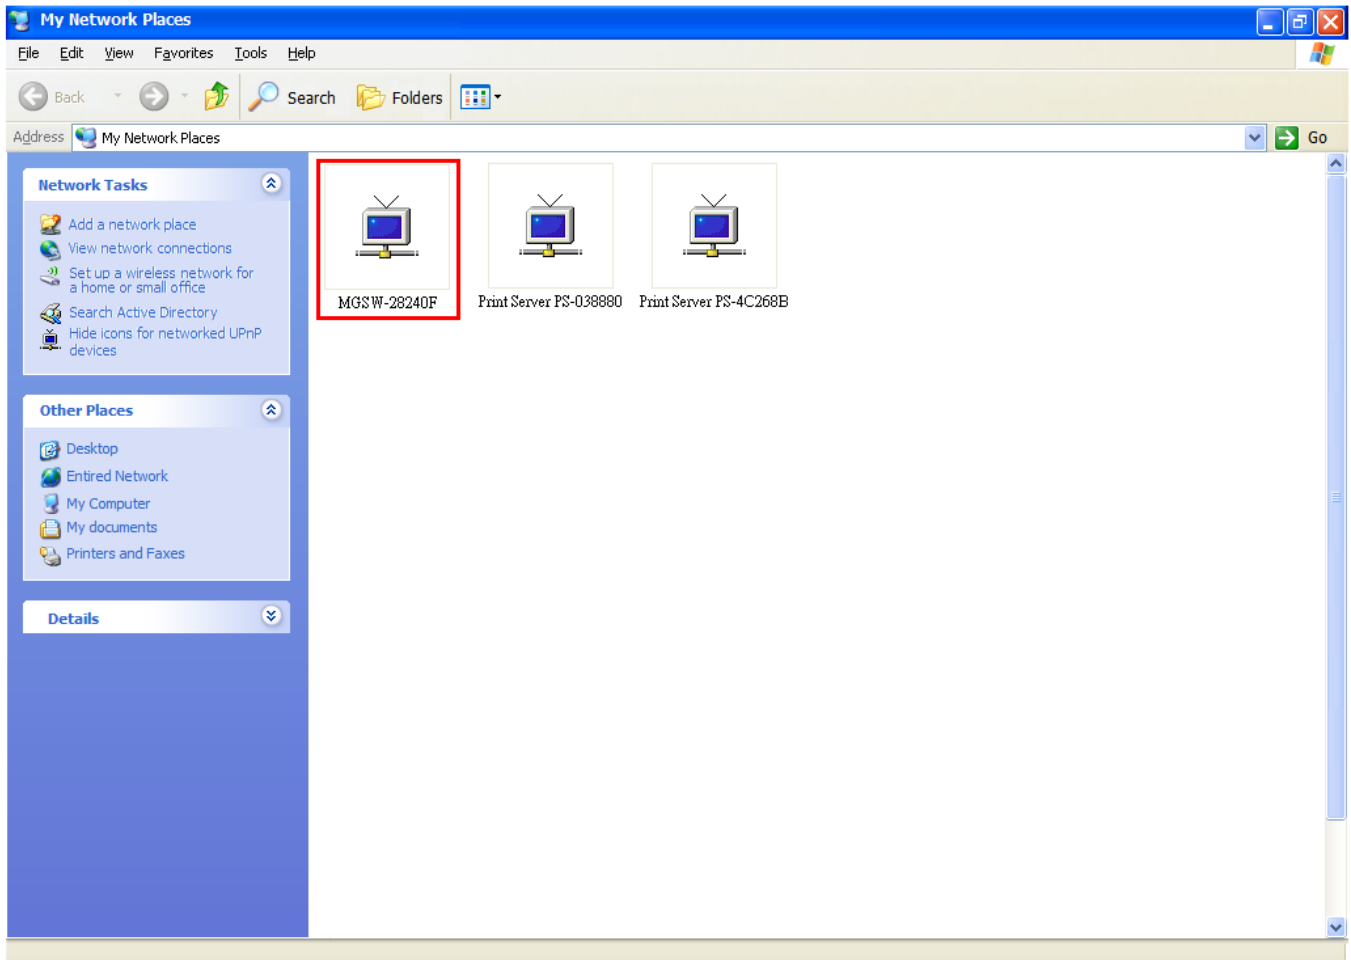 My Network Places
File Edit View Favorites Tools Help
Back Search Folders
Address My Network Places Go
Network Tasks
Add a network place
View network connections
Set up a wireless network for
a home or small office
Search Active Directory
Hide icons for networked UPnP
devices
Other Places
Desktop
Entired Network
My Computer
My documents
Printers and Faxes
Details
MGSW-28240F
Print Server PS-038880
Print Server PS-4C268B